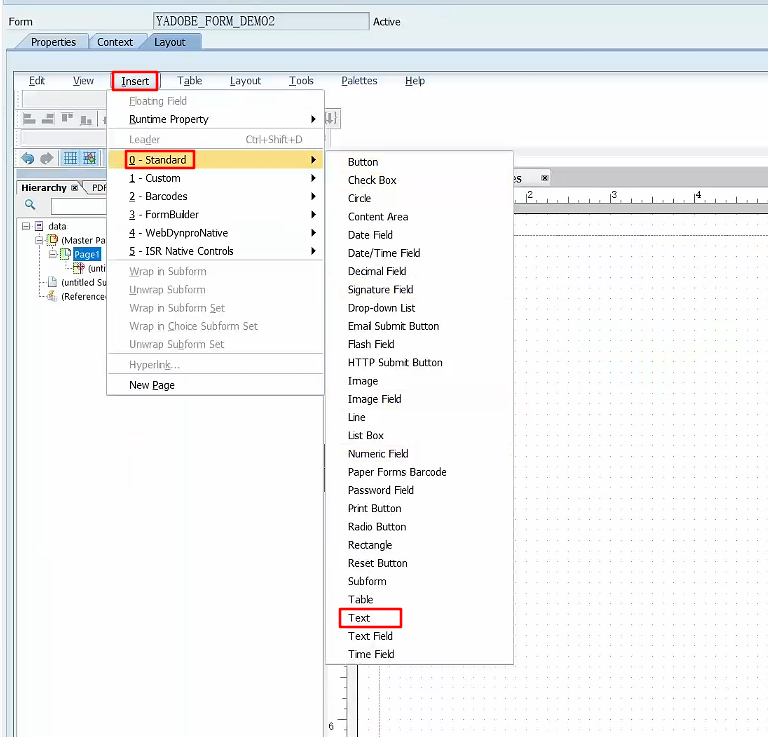 Form YADOBE_FORM_DEMO2 Active
Properties Context Layout
Edit View Insert Table Layout Tools Palettes Help
Floating Field
Runtime Property
Leader Ctrl+Shift+D
0 - Standard
1 - Custom
2 - Barcodes
3 - FormBuilder
4 - WebDynproNative
5 - ISR Native Controls
Wrap in Subform
Unwrap Subform
Wrap in Subform Set
Wrap in Choice Subform Set
Unwrap Subform Set
Hyperlink...
New Page
Button
Check Box
Circle
Content Area
Date Field
Date/Time Field
Decimal Field
Signature Field
Drop-down List
Email Submit Button
Flash Field
HTTP Submit Button
Image
Image Field
Line
List Box
Numeric Field
Paper Forms Barcode
Password Field
Print Button
Radio Button
Rectangle
Reset Button
Subform
Table
Text
Text Field
Time Field
Hierarchy PDF
data
(Master Pa
Page1
(unti
(untitled Su
(Reference
2 3 4
6